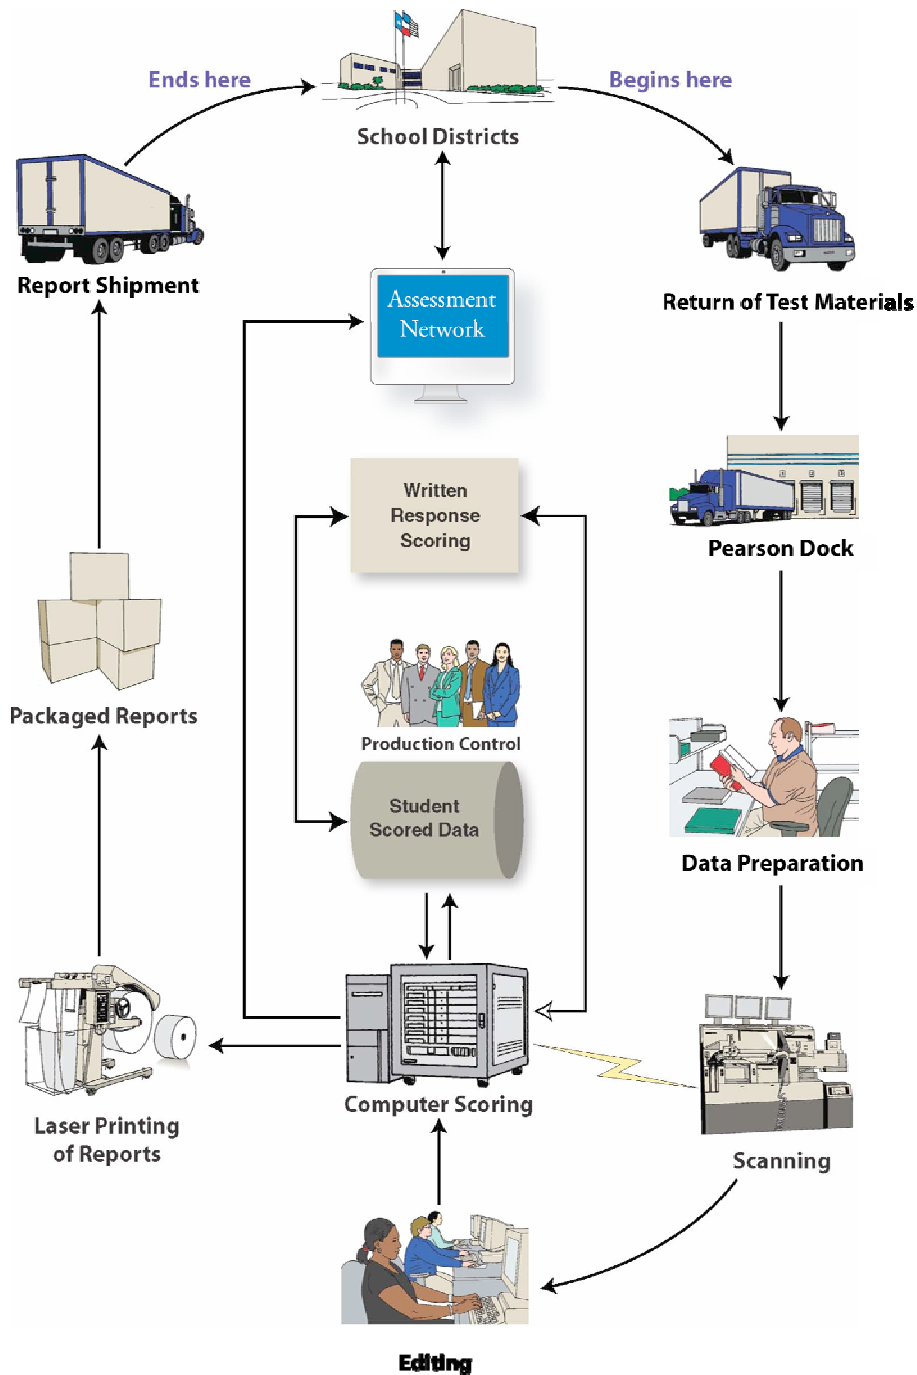 Ends here
Begins here
School Districts
Report Shipment
Return of Test Materials
Assessment
Network
Written
Response
Scoring
Pearson Dock
Packaged Reports
Production Control
Student
Scored Data
Data Preparation
Computer Scoring
Laser Printing
of Reports
Scanning
Editing